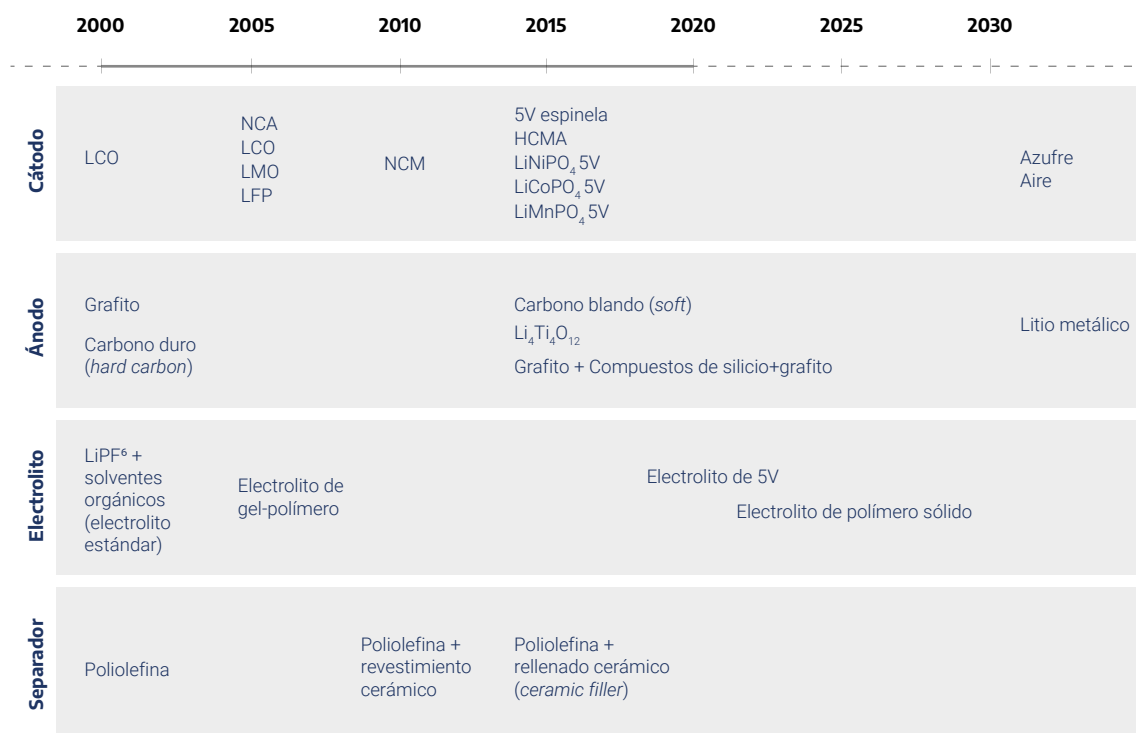 2000 2005 2010 2015 2020 2025 2030
Cátodo
LCO
NCA
LCO
LMO
LFP
NCM
5V espinela
HCMA
LiNiPO₄ 5V
LiCoPO₄ 5V
LiMnPO₄ 5V
Azufre
Aire
Ánodo
Grafito
Carbono duro
(hard carbon)
Carbono blando (soft)
Li₄Ti₄O₁₂
Grafito + Compuestos de silicio+grafito
Litio metálico
Electrolito
LiPF⁶ +
solventes
orgánicos
(electrolito
estándar)
Electrolito de
gel-polímero
Electrolito de 5V
Electrolito de polímero sólido
Separador
Poliolefina
Poliolefina +
revestimiento
cerámico
Poliolefina +
rellenado cerámico
(ceramic filler)